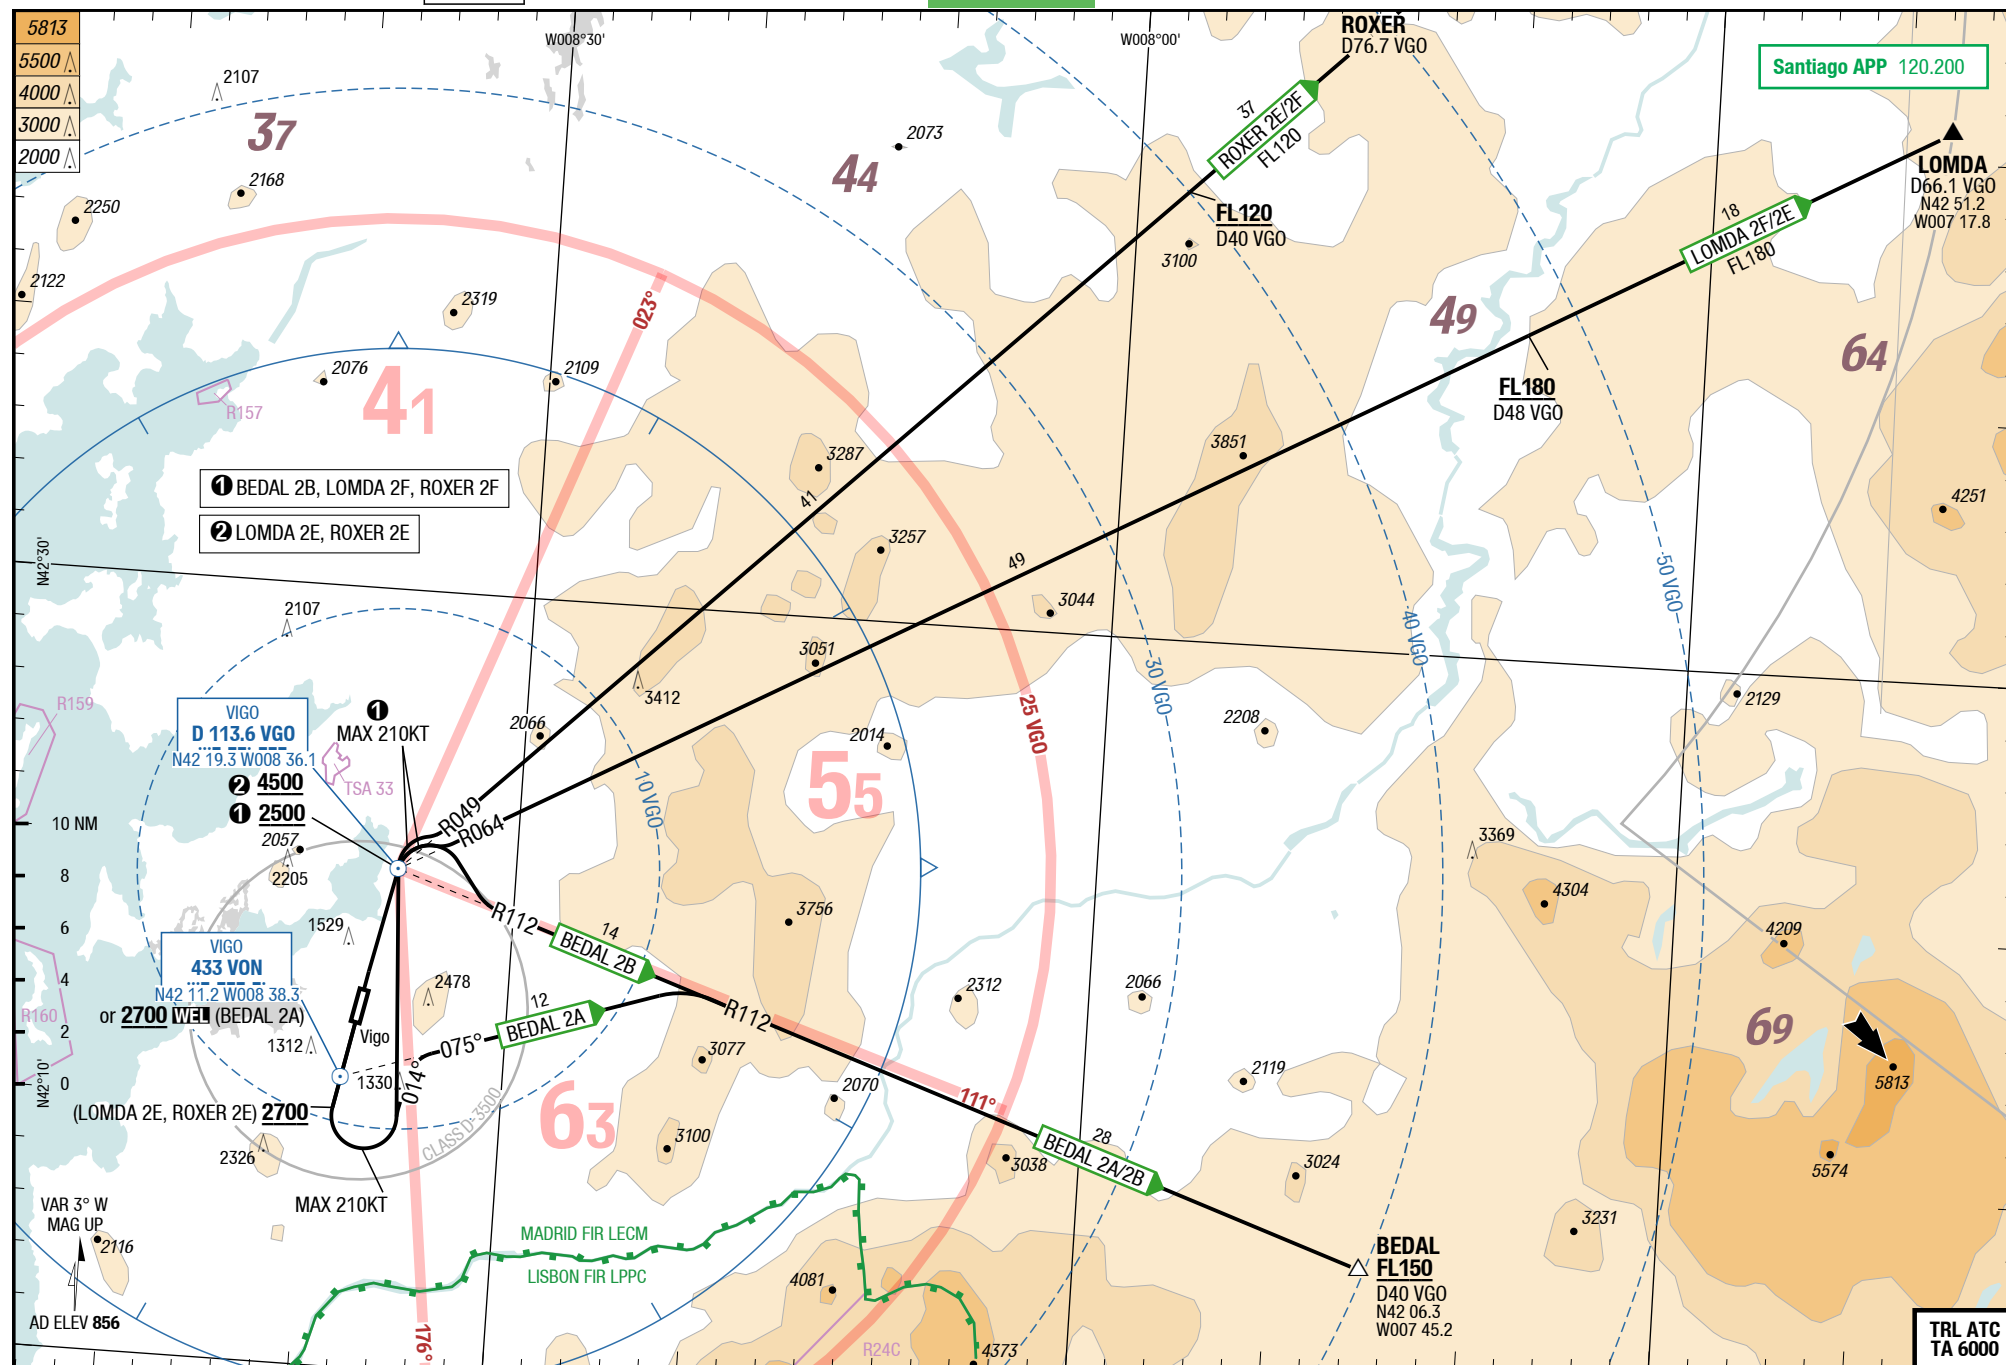 5813
5500
4000
3000
2000
W008°30'
W008°00'
ROXER
D76.7 VGO
Santiago APP 120.200
2107
37
2073
44
37
ROXER 2E/2F
FL120
LOMDA
D66.1 VGO
N42 51.2
W007 17.8
2168
2250
18
LOMDA 2F/2E
FL180
FL120
D40 VGO
3100
2122
2319
023°
49
64
2076
2109
41
R157
FL180
D48 VGO
3287
3851
❶ BEDAL 2B, LOMDA 2F, ROXER 2F
❷ LOMDA 2E, ROXER 2E
41
4251
3257
49
N42°30'
2107
3044
50 VGO
40 VGO
3051
3412
30 VGO
25 VGO
R159
2129
VIGO
D 113.6 VGO
N42 19.3 W008 36.1
❶
MAX 210KT
2066
2014
2208
TSA 33
55
10 VGO
❷ 4500
❶ 2500
R049
R064
10 NM
2057
2205
3369
8
4304
3756
R112
1529
6
14
BEDAL 2B
4209
VIGO
433 VON
N42 11.2 W008 38.3
4
2478
2312
2066
12
BEDAL 2A
R112
or 2700 WEL (BEDAL 2A)
R160
69
2
Vigo
1312
075°
3077
N42°10'
0
1330
014°
2070
2119
5813
111°
(LOMDA 2E, ROXER 2E) 2700
63
CLASS D-3500
3100
2326
28
BEDAL 2A/2B
3038
3024
5574
MAX 210KT
VAR 3° W
MAG UP
2116
MADRID FIR LECM
LISBON FIR LPPC
3231
BEDAL
FL150
D40 VGO
N42 06.3
W007 45.2
4081
AD ELEV 856
176°
R24C
4373
TRL ATC
TA 6000